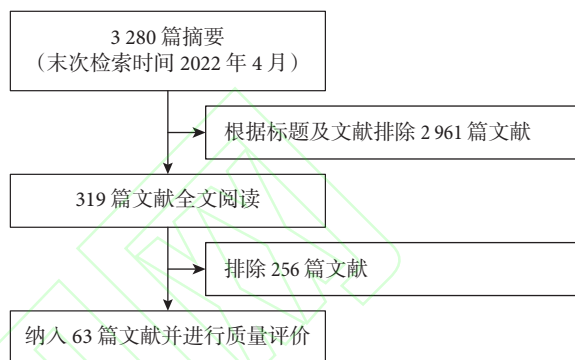 3 280 篇摘要
（末次检索时间 2022 年 4 月）
根据标题及文献排除 2 961 篇文献
319 篇文献全文阅读
排除 256 篇文献
纳入 63 篇文献并进行质量评价